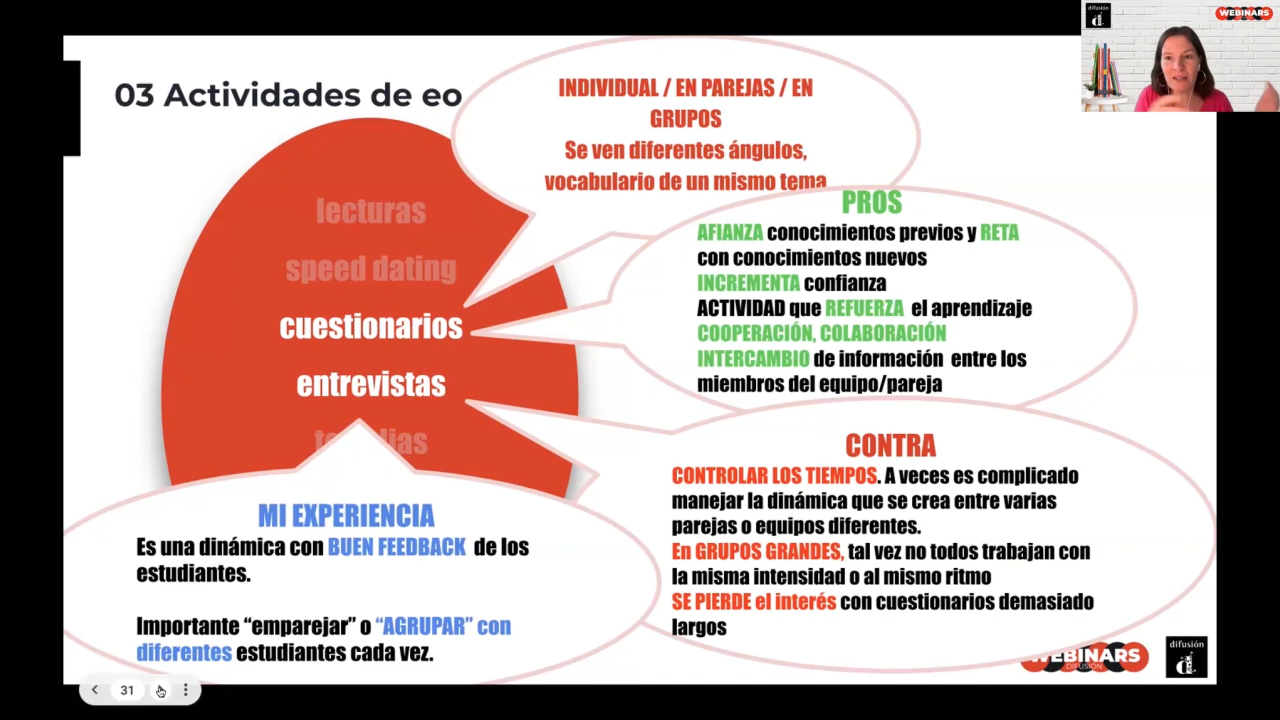 03 Actividades de eo
INDIVIDUAL / EN PAREJAS / EN
GRUPOS
Se ven diferentes ángulos,
vocabulario de un mismo tema
lecturas
speed dating
cuestionarios
entrevistas
PROS
AFIANZA conocimientos previos y RETA
con conocimientos nuevos
INCREMENTA confianza
ACTIVIDAD que REFUERZA el aprendizaje
COOPERACIÓN, COLABORACIÓN
INTERCAMBIO de información entre los
miembros del equipo/pareja
CONTRA
CONTROLAR LOS TIEMPOS. A veces es complicado
manejar la dinámica que se crea entre varias
parejas o equipos diferentes.
En GRUPOS GRANDES, tal vez no todos trabajan con
la misma intensidad o al mismo ritmo
SE PIERDE el interés con cuestionarios demasiado
largos
MI EXPERIENCIA
Es una dinámica con BUEN FEEDBACK de los
estudiantes.
Importante “emparejar” o “AGRUPAR” con
diferentes estudiantes cada vez.
31
WEBINARS
DIFUSIÓN
difusión
difusión
WEBINARS